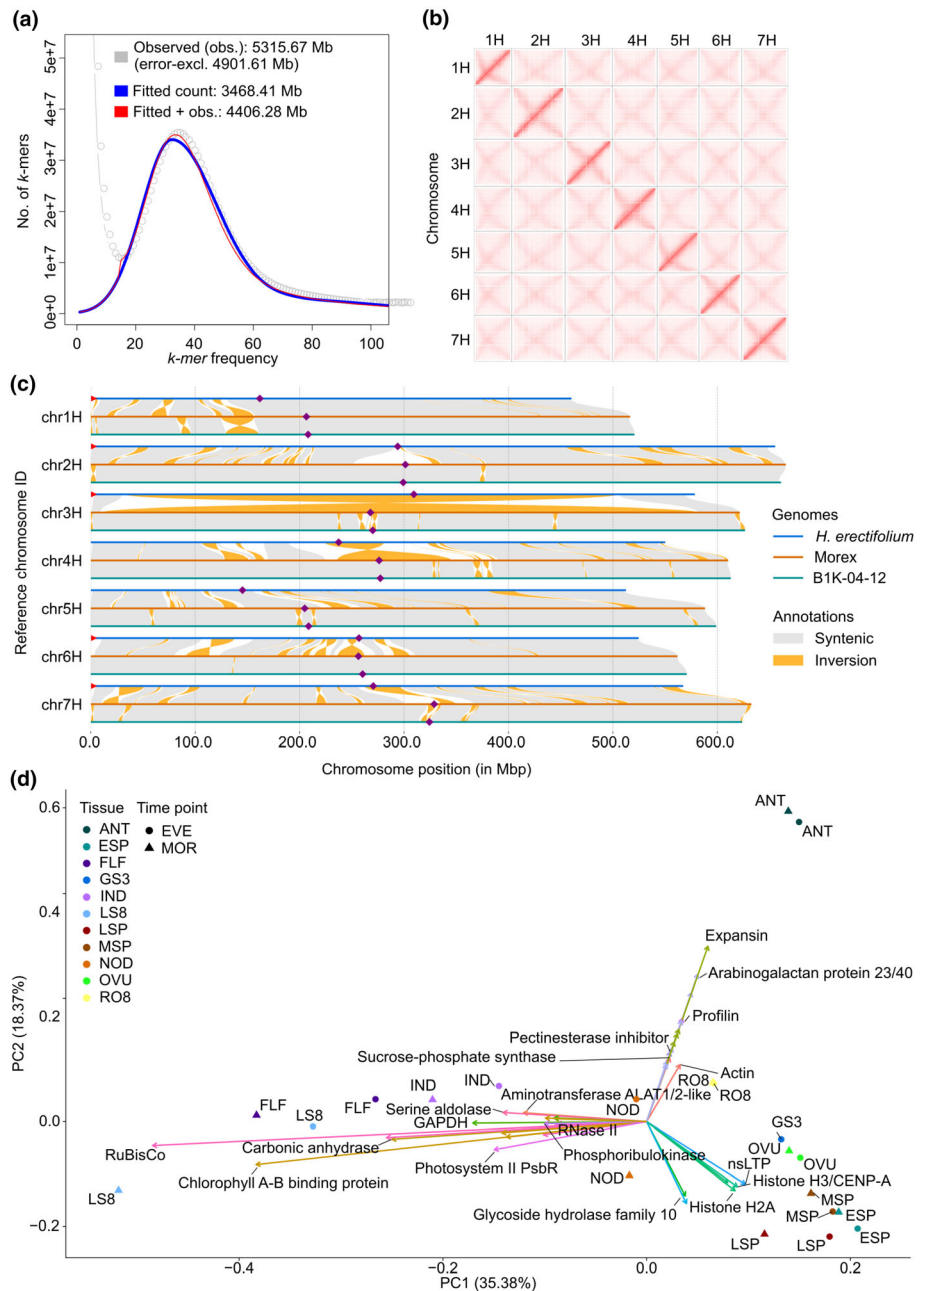 (a)
Observed (obs.): 5315.67 Mb
(error-excl. 4901.61 Mb)
Fitted count: 3468.41 Mb
Fitted + obs.: 4406.28 Mb
No. of k-mers
0e+0 1e+7 2e+7 3e+7 4e+7 5e+7
0 20 40 60 80 100
k-mer frequency
(b)
1H 2H 3H 4H 5H 6H 7H
Chromosome
1H
2H
3H
4H
5H
6H
7H
(c)
Reference chromosome ID
chr1H
chr2H
chr3H
chr4H
chr5H
chr6H
chr7H
0.0 100.0 200.0 300.0 400.0 500.0 600.0
Chromosome position (in Mbp)
Genomes
H. erectifolium
Morex
B1K-04-12
Annotations
Syntenic
Inversion
(d)
Tissue
ANT
ESP
FLF
GS3
IND
LS8
LSP
MSP
NOD
OVU
RO8
Time point
EVE
MOR
PC2 (18.37%)
0.6
0.4
0.2
0.0
−0.2
ANT
ANT
Expansin
Arabinogalactan protein 23/40
Profilin
Pectinesterase inhibitor
Sucrose-phosphate synthase
Actin
RO8
RO8
IND
IND
Aminotransferase ALAT1/2-like
NOD
FLF
FLF
LS8
Serine aldolase
GAPDH
RNase II
Phosphoribulokinase
Carbonic anhydrase
RuBisCo
Photosystem II PsbR
Chlorophyll A-B binding protein
LS8
NOD
Glycoside hydrolase family 10
GS3
OVU
OVU
nsLTP
Histone H3/CENP-A
Histone H2A
MSP
MSP
ESP
ESP
LSP
LSP
−0.4 −0.2 0.0 0.2
PC1 (35.38%)